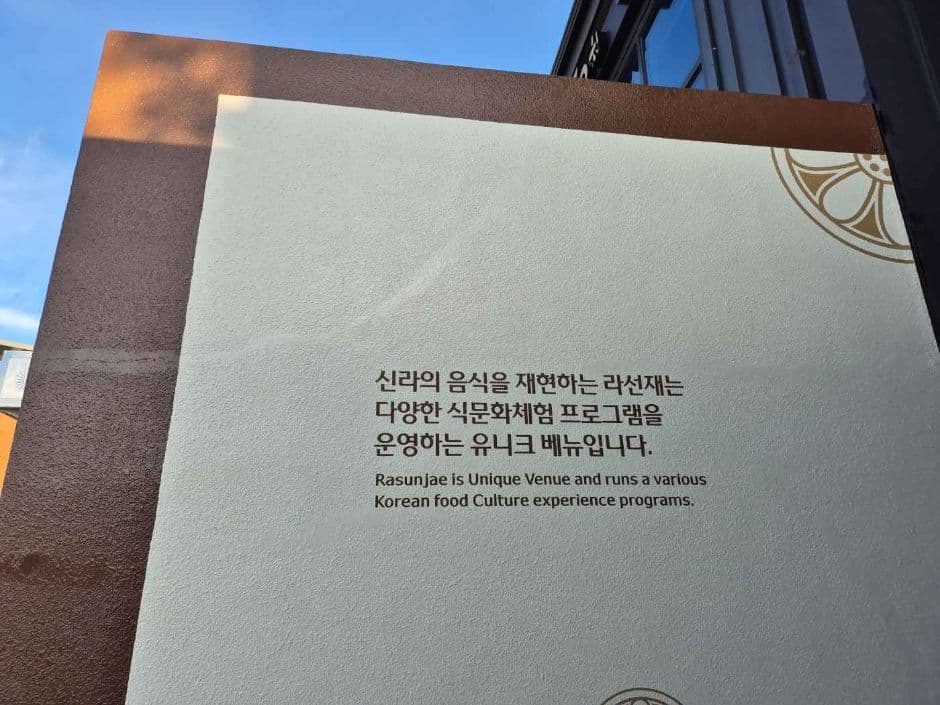 신라의 음식을 재현하는 라선재는
다양한 식문화체험 프로그램을
운영하는 유니크 베뉴입니다.
Rasunjae is Unique Venue and runs a various
Korean food Culture experience programs.